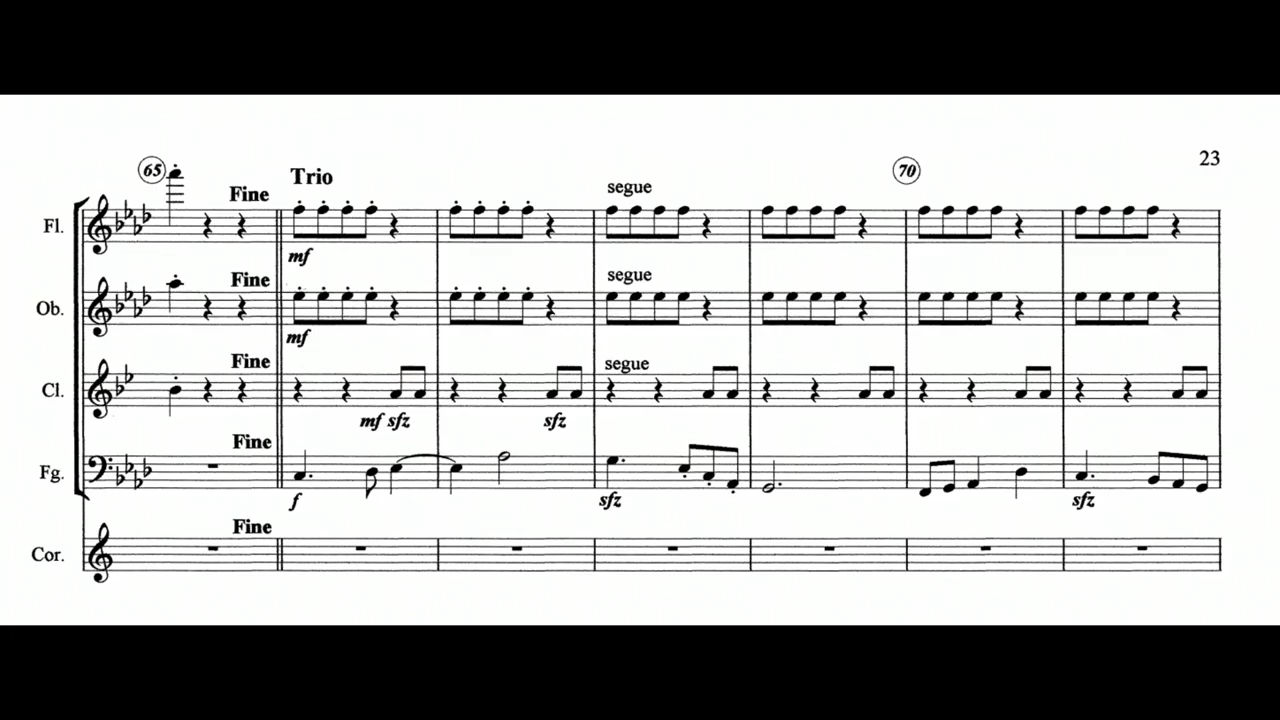 23
65 Fine Trio 70
segue
Fl.
mf
Fine segue
Ob.
mf
Fine segue
Cl.
mf sfz sfz
Fine
Fg.
f sfz sfz
Fine
Cor.